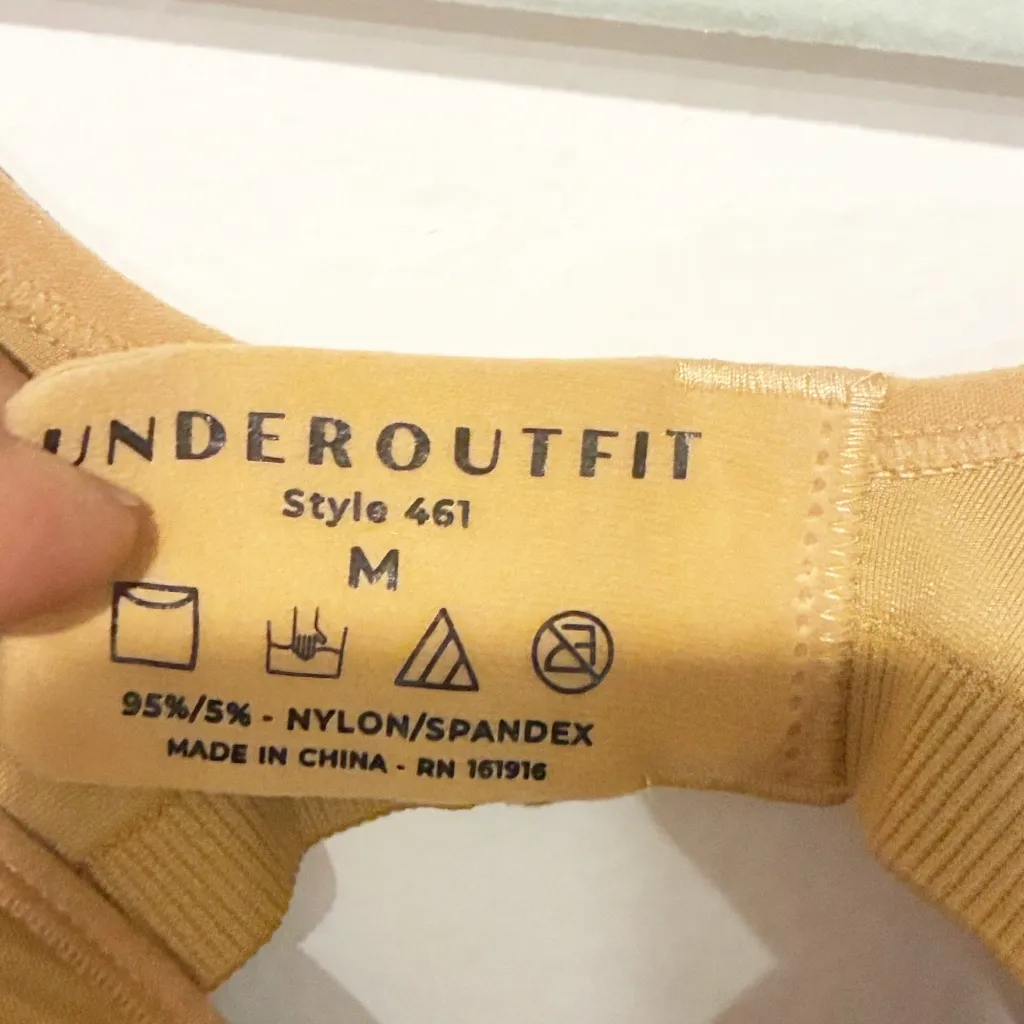 UNDEROUTFIT
Style 461
M
95%/5% - NYLON/SPANDEX
MADE IN CHINA - RN 161916